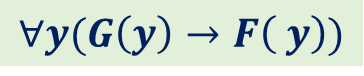 ∀y(G(y) → F( y))